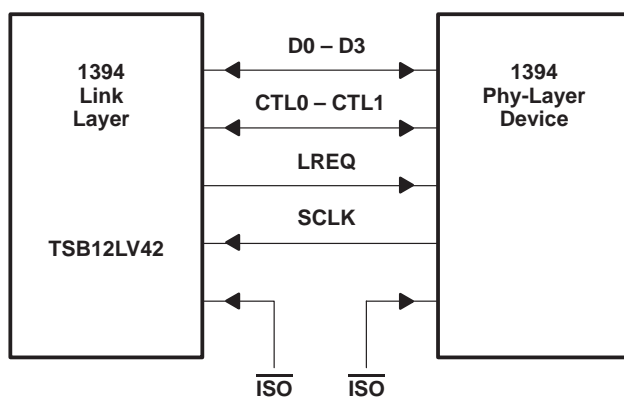 D0 – D3
1394
Link
Layer
1394
Phy-Layer
Device
CTL0 – CTL1
LREQ
SCLK
TSB12LV42
ISO
ISO